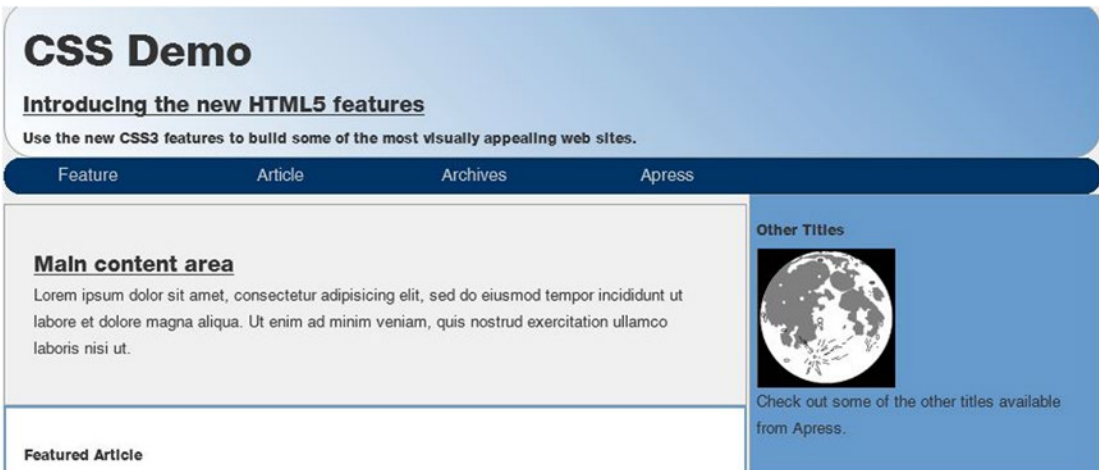 CSS Demo
Introducing the new HTML5 features
Use the new CSS3 features to build some of the most visually appealing web sites.
Feature Article Archives Apress
Main content area
Lorem ipsum dolor sit amet, consectetur adipisicing elit, sed do eiusmod tempor incididunt ut
labore et dolore magna aliqua. Ut enim ad minim veniam, quis nostrud exercitation ullamco
laboris nisi ut.
Featured Article
Other Titles
Check out some of the other titles available
from Apress.